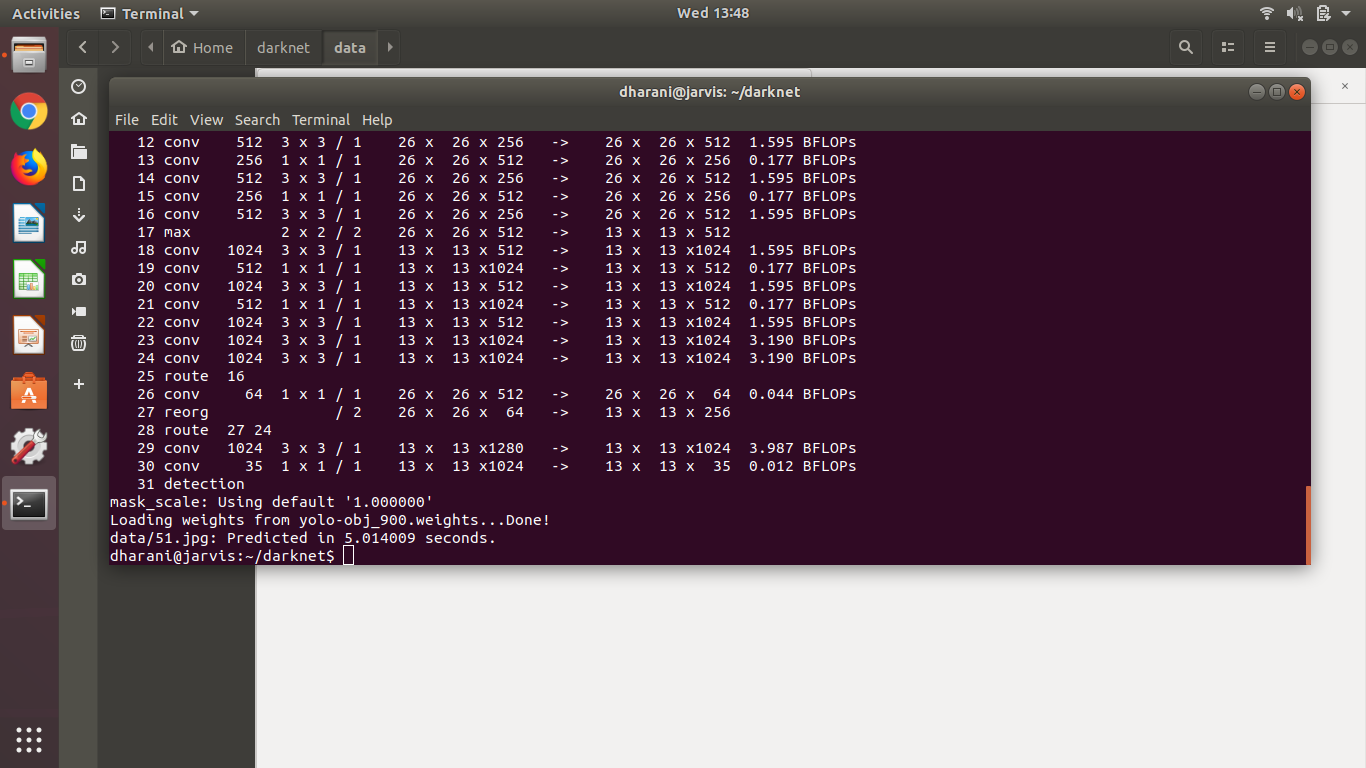 Activities Terminal Wed 13:48
Home darknet data
dharani@jarvis: ~/darknet
File Edit View Search Terminal Help
12 conv 512 3 x 3 / 1 26 x 26 x 256 -> 26 x 26 x 512 1.595 BFLOPs
13 conv 256 1 x 1 / 1 26 x 26 x 512 -> 26 x 26 x 256 0.177 BFLOPs
14 conv 512 3 x 3 / 1 26 x 26 x 256 -> 26 x 26 x 512 1.595 BFLOPs
15 conv 256 1 x 1 / 1 26 x 26 x 512 -> 26 x 26 x 256 0.177 BFLOPs
16 conv 512 3 x 3 / 1 26 x 26 x 256 -> 26 x 26 x 512 1.595 BFLOPs
17 max 2 x 2 / 2 26 x 26 x 512 -> 13 x 13 x 512
18 conv 1024 3 x 3 / 1 13 x 13 x 512 -> 13 x 13 x1024 1.595 BFLOPs
19 conv 512 1 x 1 / 1 13 x 13 x1024 -> 13 x 13 x 512 0.177 BFLOPs
20 conv 1024 3 x 3 / 1 13 x 13 x 512 -> 13 x 13 x1024 1.595 BFLOPs
21 conv 512 1 x 1 / 1 13 x 13 x1024 -> 13 x 13 x 512 0.177 BFLOPs
22 conv 1024 3 x 3 / 1 13 x 13 x 512 -> 13 x 13 x1024 1.595 BFLOPs
23 conv 1024 3 x 3 / 1 13 x 13 x1024 -> 13 x 13 x1024 3.190 BFLOPs
24 conv 1024 3 x 3 / 1 13 x 13 x1024 -> 13 x 13 x1024 3.190 BFLOPs
25 route 16
26 conv 64 1 x 1 / 1 26 x 26 x 512 -> 26 x 26 x 64 0.044 BFLOPs
27 reorg / 2 26 x 26 x 64 -> 13 x 13 x 256
28 route 27 24
29 conv 1024 3 x 3 / 1 13 x 13 x1280 -> 13 x 13 x1024 3.987 BFLOPs
30 conv 35 1 x 1 / 1 13 x 13 x1024 -> 13 x 13 x 35 0.012 BFLOPs
31 detection
mask_scale: Using default '1.000000'
Loading weights from yolo-obj_900.weights...Done!
data/51.jpg: Predicted in 5.014009 seconds.
dharani@jarvis:~/darknet$